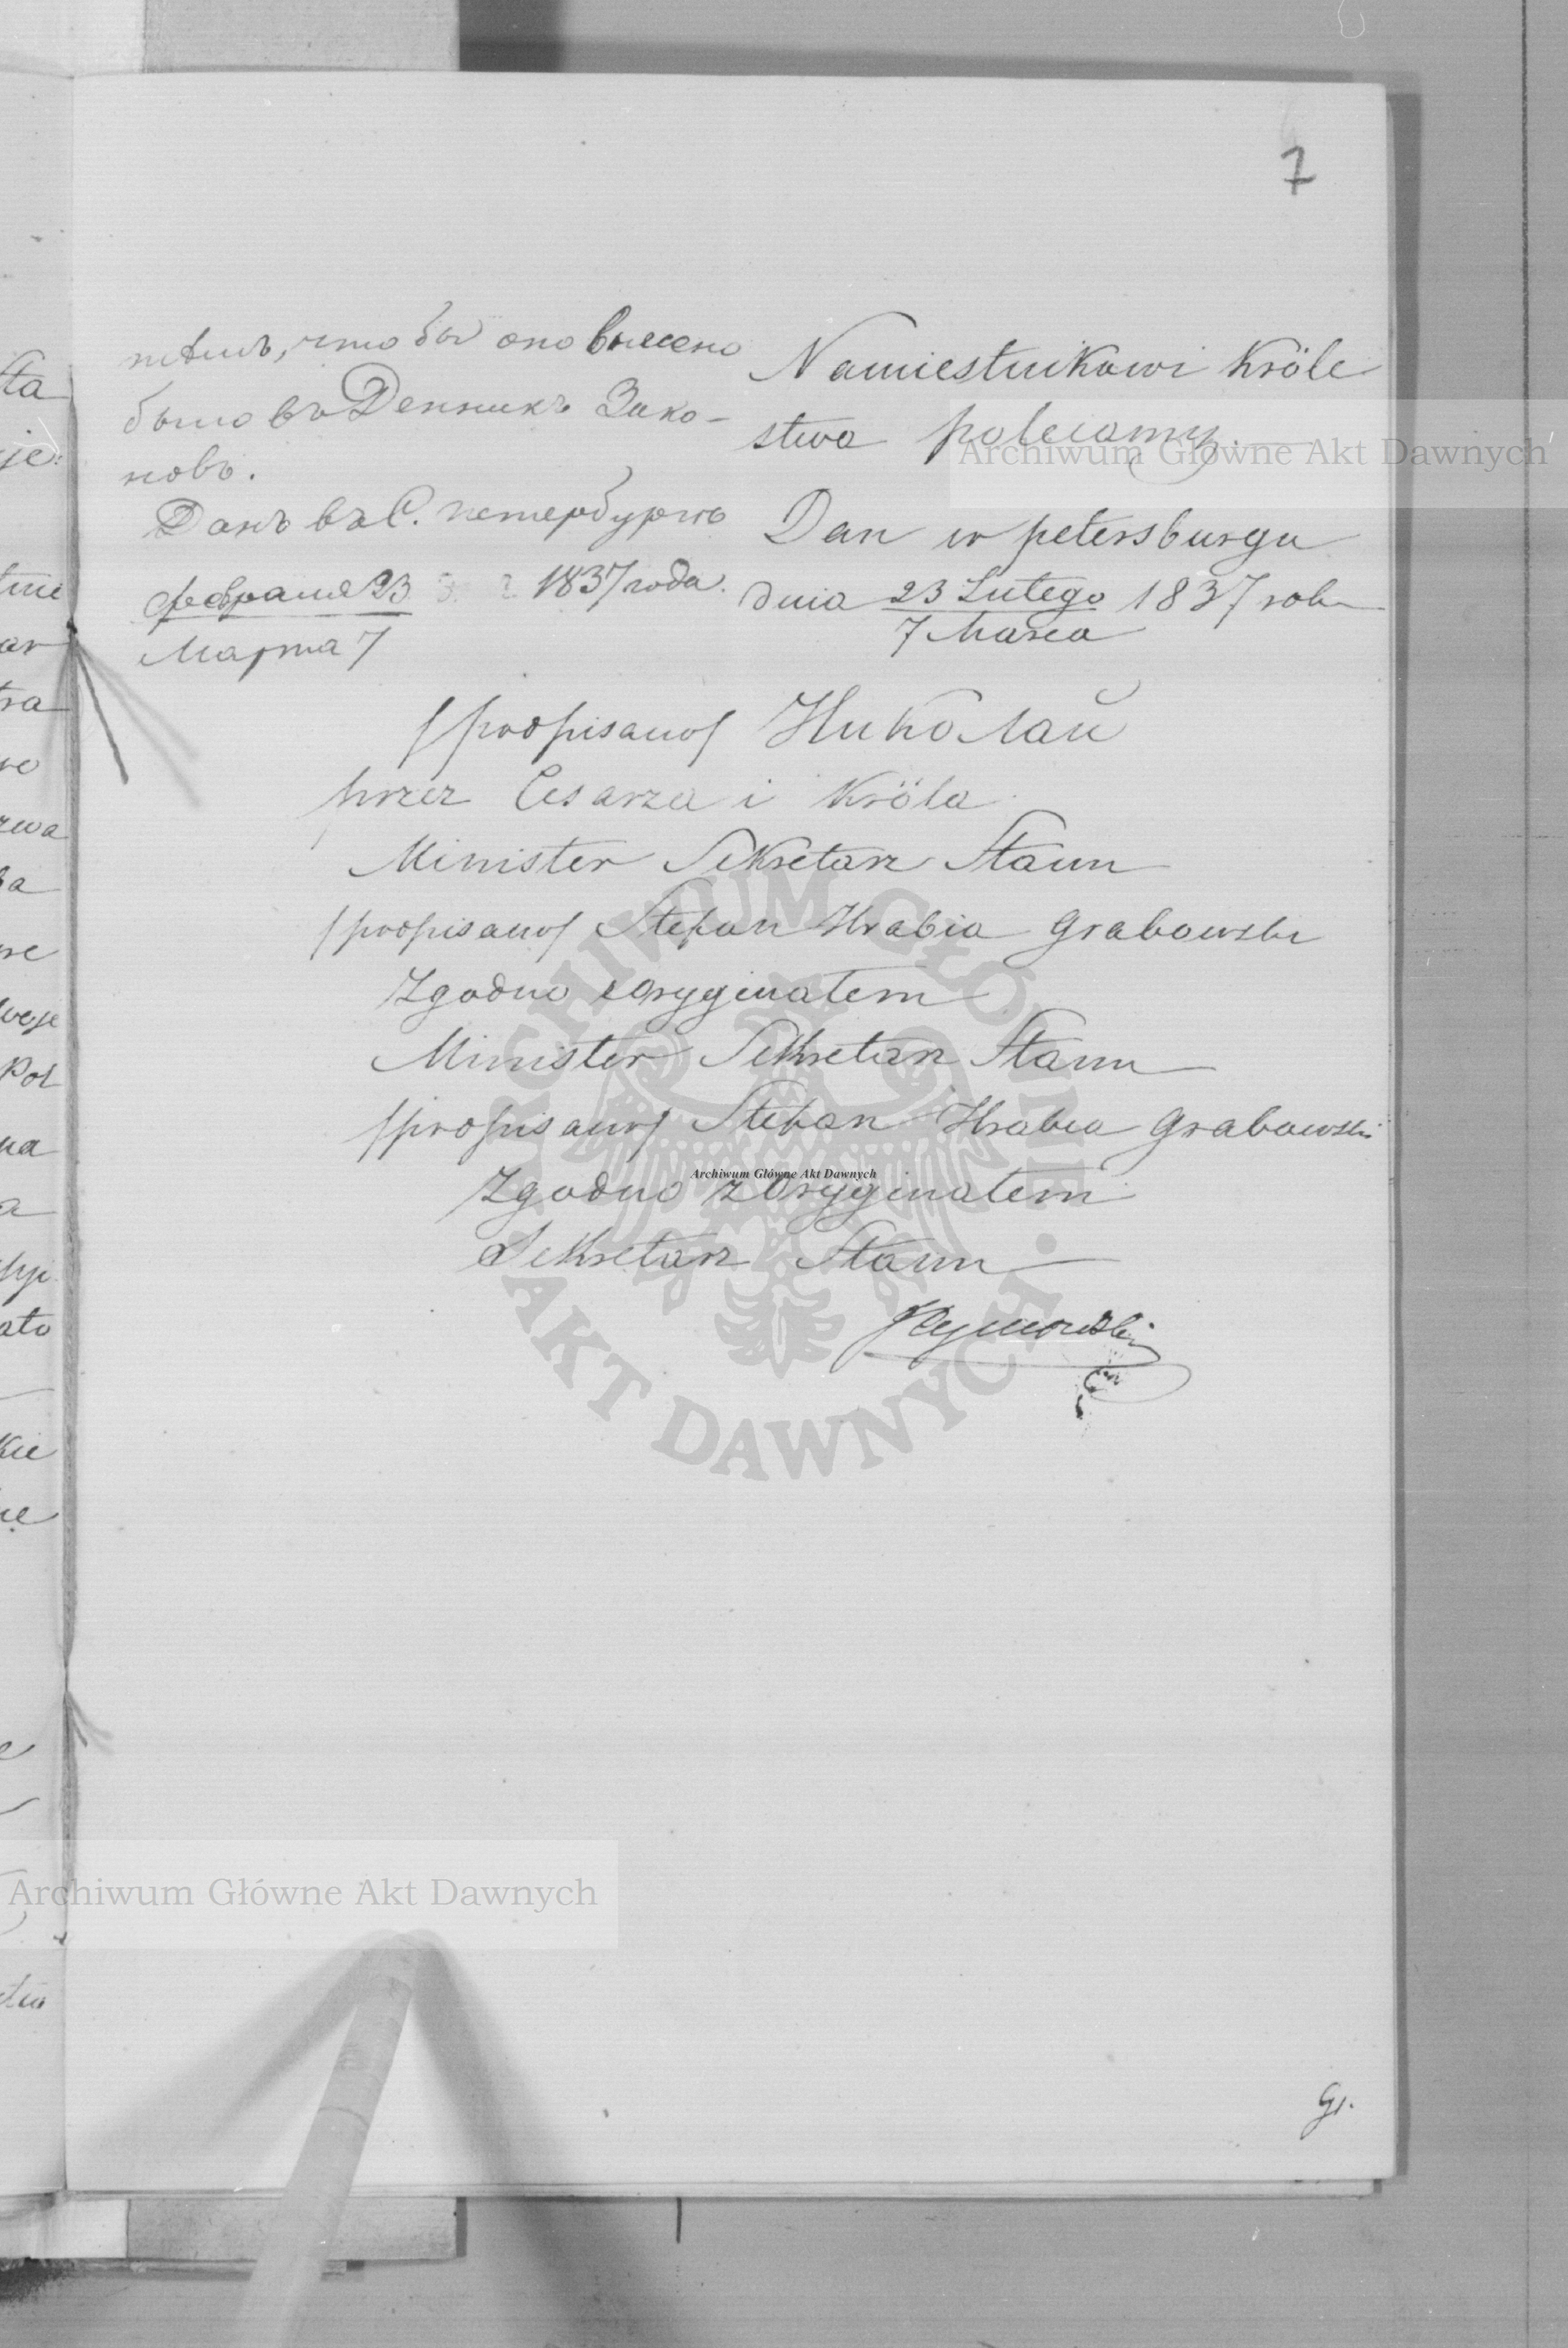 7
тѣмъ, что бы оно внесено
было въ Денникъ Зако-
новъ.
Данъ въ С. петербургѣ
февраля 23 1837 года.
Марта 7
Namiestnikowi Króle
stwa polecamy.
Dan w petersburgu
dnia 23 Lutego 1837 roku
7 Marca
/podpisano/ Николай
przez Cesarza i Króla
Minister Sekretarz Stanu
/podpisano/ Stefan Hrabia Grabowski
Zgodno z Oryginałem
Minister Sekretarz Stanu
/podpisano/ Stefan Hrabia Grabowski
Zgodno z Oryginałem
Sekretarz Stanu
Gr.
Archiwum Główne Akt Dawnych
Archiwum Główne Akt Dawnych
Archiwum Główne Akt Dawnych
ARCHIWUM GŁÓWNE
AKT DAWNYCH